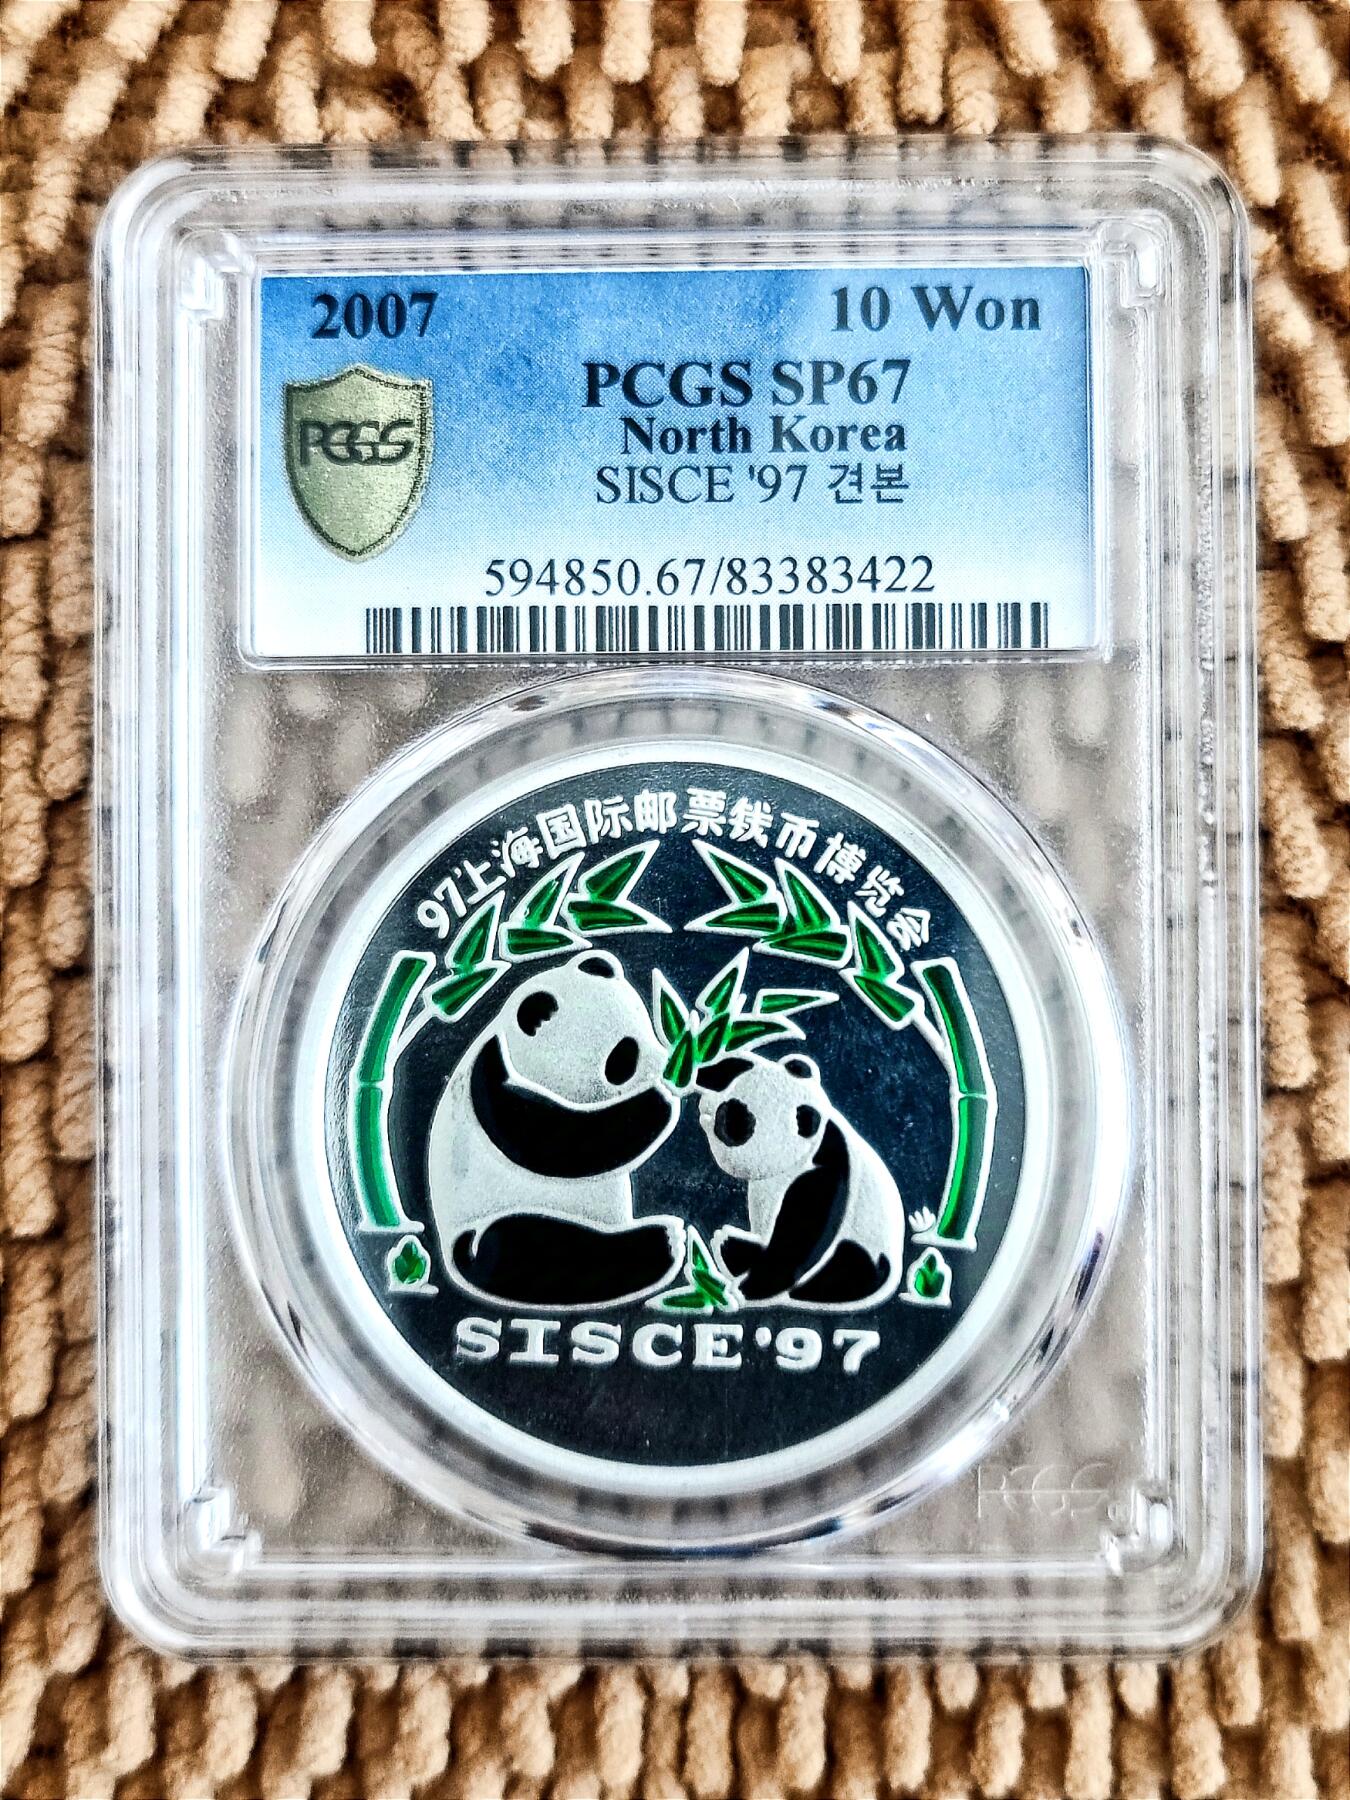 2007 10 Won
PCGS SP67
PCGS
North Korea
SISCE '97 견본
594850.67/83383422
97上海国际邮票钱币博览会
SISCE'97
PCGS